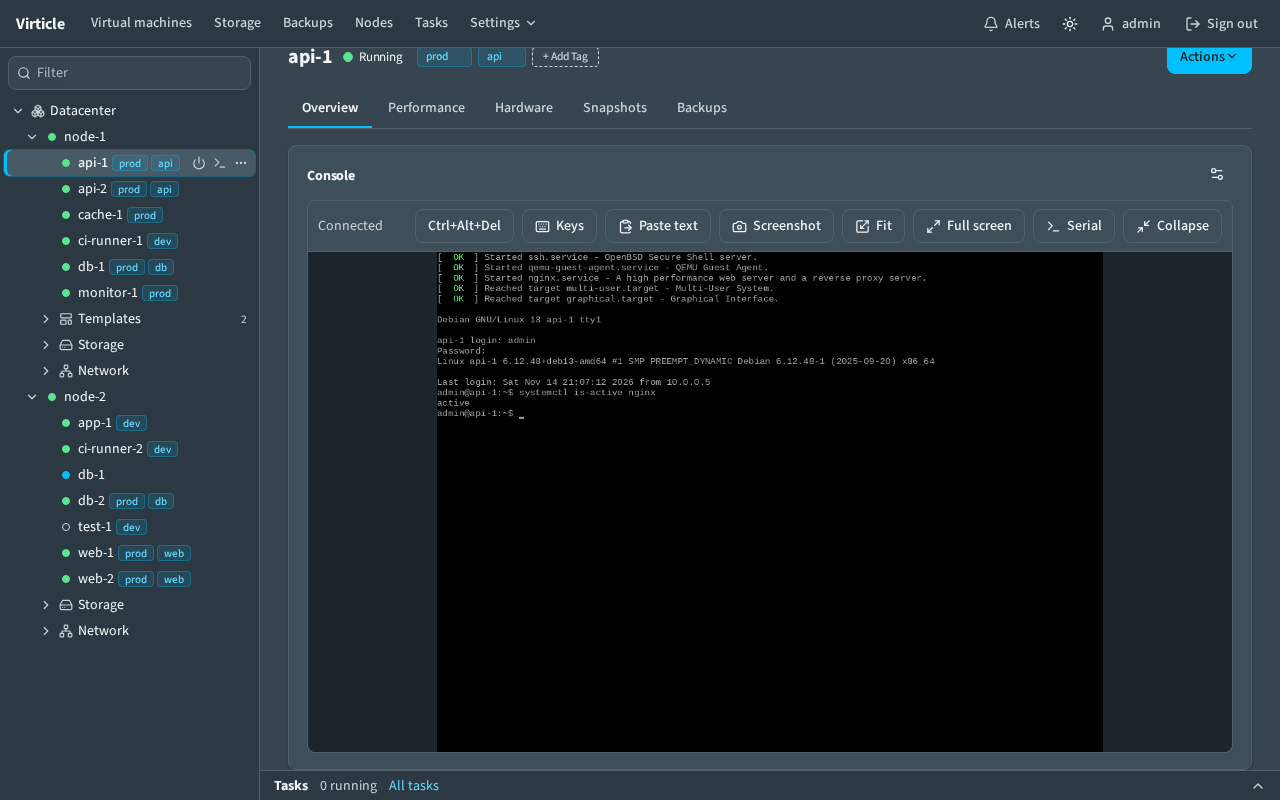 Virticle Virtual machines Storage Backups Nodes Tasks Settings Alerts admin Sign out
Filter
Datacenter
node-1
api-1 prod api
api-2 prod api
cache-1 prod
ci-runner-1 dev
db-1 prod db
monitor-1 prod
Templates 2
Storage
Network
node-2
app-1 dev
ci-runner-2 dev
db-1
db-2 prod db
test-1 dev
web-1 prod web
web-2 prod web
Storage
Network
api-1 Running prod api + Add Tag Actions
Overview Performance Hardware Snapshots Backups
Console
Connected Ctrl+Alt+Del Keys Paste text Screenshot Fit Full screen Serial Collapse
[  OK  ] Started ssh.service - OpenBSD Secure Shell server.
[  OK  ] Started qemu-guest-agent.service - QEMU Guest Agent.
[  OK  ] Started nginx.service - A high performance web server and a reverse proxy server.
[  OK  ] Reached target multi-user.target - Multi-User System.
[  OK  ] Reached target graphical.target - Graphical Interface.
Debian GNU/Linux 13 api-1 tty1
api-1 login: admin
Password:
Linux api-1 6.12.48+deb13-amd64 #1 SMP PREEMPT_DYNAMIC Debian 6.12.48-1 (2025-09-20) x86_64
Last login: Sat Nov 14 21:07:12 2026 from 10.0.0.5
admin@api-1:~$ systemctl is-active nginx
active
admin@api-1:~$ _
Tasks 0 running All tasks